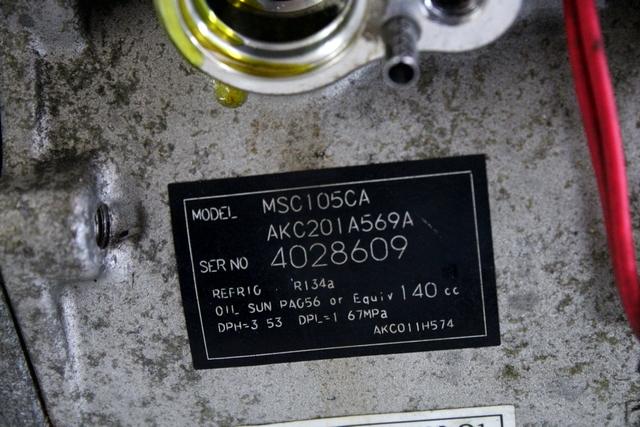 MODEL MSC105CA
AKC201A569A
SER NO 4028609
REFRIG R134a
OIL SUN PAG56 or Equiv 140 cc
DPH=3 53 DPL=1 67MPa
AKC011H574